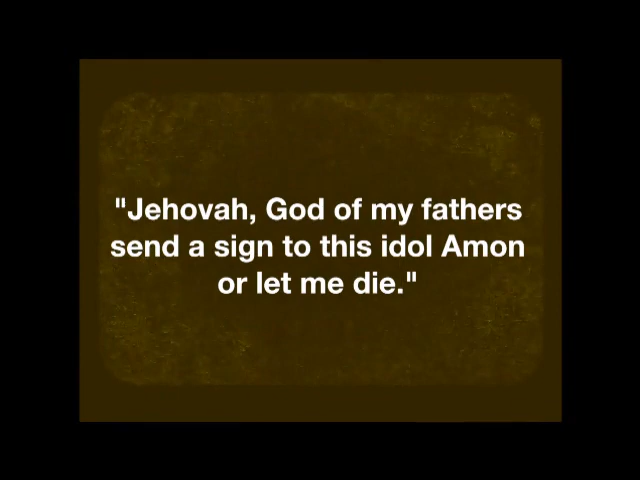 "Jehovah, God of my fathers
send a sign to this idol Amon
or let me die."